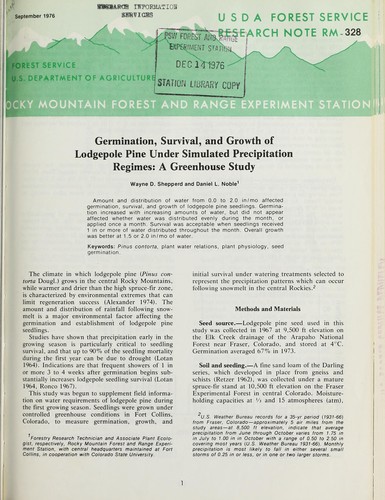 RESEARCH INFORMATION
SERVICES
September 1976
USDA FOREST SERVICE
RESEARCH NOTE RM-328
PSW FOREST AND RANGE
EXPERIMENT STATION
DEC 10 1976
STATION LIBRARY COPY
FOREST SERVICE
U.S. DEPARTMENT OF AGRICULTURE
ROCKY MOUNTAIN FOREST AND RANGE EXPERIMENT STATION
Germination, Survival, and Growth of
Lodgepole Pine Under Simulated Precipitation
Regimes: A Greenhouse Study
Wayne D. Shepperd and Daniel L. Noble¹
Amount and distribution of water from 0.0 to 2.0 in/mo affected
germination, survival, and growth of lodgepole pine seedlings. Germina-
tion increased with increasing amounts of water, but did not appear
affected whether water was distributed evenly during the month, or
applied once a month. Survival was acceptable when seedlings received
1 in or more of water distributed throughout the month. Overall growth
was better at 1.5 or 2.0 in/mo of water.
Keywords: Pinus contorta, plant water relations, plant physiology, seed
germination.
The climate in which lodgepole pine (Pinus con-
torta Dougl.) grows in the central Rocky Mountains,
while warmer and drier than the high spruce-fir zone,
is characterized by environmental extremes that can
limit regeneration success (Alexander 1974). The
amount and distribution of rainfall following snow-
melt is a major environmental factor affecting the
germination and establishment of lodgepole pine
seedlings.
Studies have shown that precipitation early in the
growing season is particularly critical to seedling
survival, and that up to 90% of the seedling mortality
during the first year can be due to drought (Lotan
1964). Indications are that frequent showers of 1 in
or more 3 to 4 weeks after germination begins sub-
stantially increases lodgepole seedling survival (Lotan
1964, Ronco 1967).
This study was begun to supplement field informa-
tion on water requirements of lodgepole pine during
the first growing season. Seedlings were grown under
controlled greenhouse conditions in Fort Collins,
Colorado, to measure germination, growth, and
¹Forestry Research Technician and Associate Plant Ecolo-
gist, respectively, Rocky Mountain Forest and Range Experi-
ment Station, with central headquarters maintained at Fort
Collins, in cooperation with Colorado State University
initial survival under watering treatments selected to
represent the precipitation patterns which can occur
following snowmelt in the central Rockies.²
Methods and Materials
Seed source.—Lodgepole pine seed used in this
study was collected in 1967 at 9,500 ft elevation on
the Elk Creek drainage of the Arapaho National
Forest near Fraser, Colorado, and stored at 4°C.
Germination averaged 67% in 1973.
Soil and seeding.—A fine sand loam of the Darling
series, which developed in place from gneiss and
schists (Retzer 1962), was collected under a mature
spruce-fir stand at 10,500 ft elevation on the Fraser
Experimental Forest in central Colorado. Moisture-
holding capacities at ⅓ and 15 atmospheres (atm),
²U.S. Weather Bureau records for a 35-yr period (1931-66)
from Fraser, Colorado—approximately 5 air miles from the
study areas—at 8,500 ft elevation, indicate that average
precipitation from June through October varies from 1.75 in
in July to 1.00 in in October with a range of 0.50 to 2.50 in
covering most years (U.S. Weather Bureau 1931-66). Monthly
precipitation is most likely to fall in either several small
storms of 0.25 in or less, or in one or two larger storms.
1